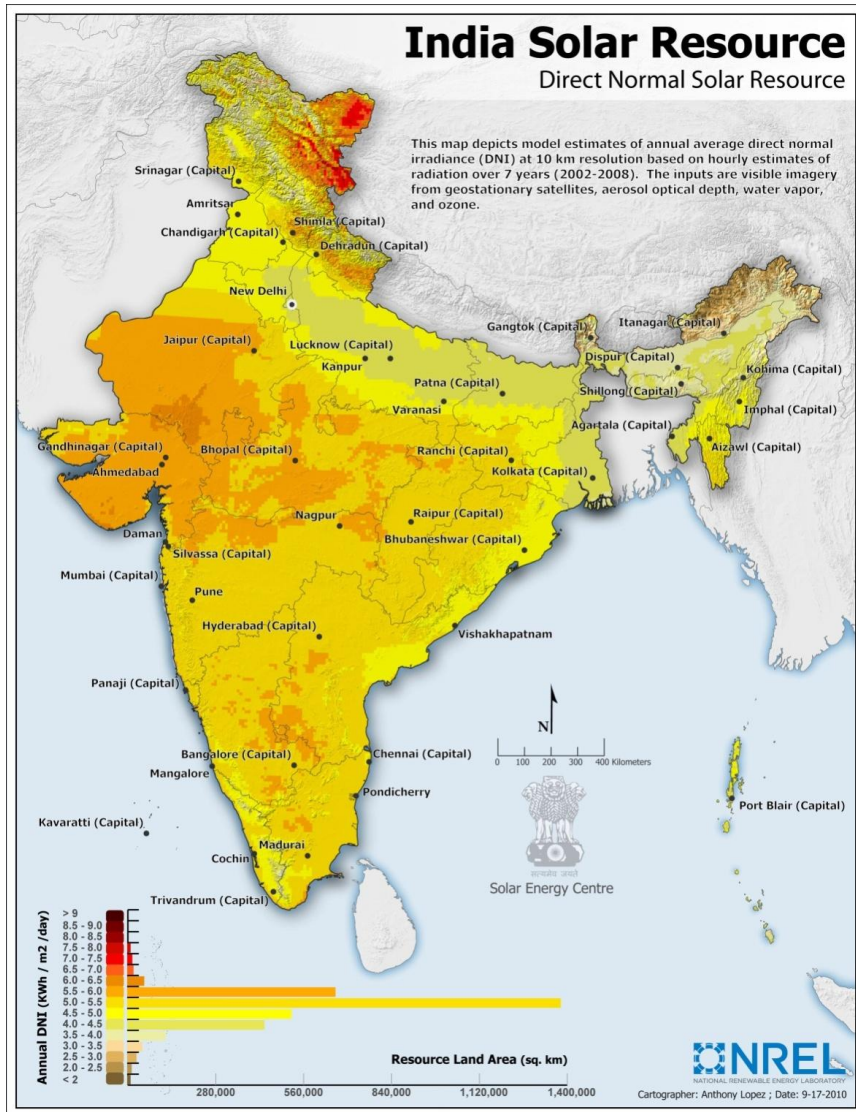 India Solar Resource
Direct Normal Solar Resource
This map depicts model estimates of annual average direct normal
irradiance (DNI) at 10 km resolution based on hourly estimates of
radiation over 7 years (2002-2008). The inputs are visible imagery
from geostationary satellites, aerosol optical depth, water vapor,
and ozone.
Srinagar (Capital)
Amritsar
Shimla (Capital)
Chandigarh (Capital)
Dehradun (Capital)
New Delhi
Gangtok (Capital)
Itanagar (Capital)
Jaipur (Capital)
Lucknow (Capital)
Dispur (Capital)
Kanpur
Kohima (Capital)
Patna (Capital)
Shillong (Capital)
Varanasi
Imphal (Capital)
Agartala (Capital)
Gandhinagar (Capital)
Bhopal (Capital)
Ranchi (Capital)
Aizawl (Capital)
Ahmedabad
Kolkata (Capital)
Nagpur
Raipur (Capital)
Daman
Bhubaneshwar (Capital)
Silvassa (Capital)
Mumbai (Capital)
Pune
Hyderabad (Capital)
Vishakhapatnam
Panaji (Capital)
N
Bangalore (Capital)
Chennai (Capital)
0 100 200 300 400 Kilometers
Mangalore
Pondicherry
Port Blair (Capital)
Kavaratti (Capital)
Madurai
Cochin
सत्यमेव जयते
Solar Energy Centre
Trivandrum (Capital)
Annual DNI (KWh / m2 /day)
> 9
8.5 - 9.0
8.0 - 8.5
7.5 - 8.0
7.0 - 7.5
6.5 - 7.0
6.0 - 6.5
5.5 - 6.0
5.0 - 5.5
4.5 - 5.0
4.0 - 4.5
3.5 - 4.0
3.0 - 3.5
2.5 - 3.0
2.0 - 2.5
< 2
Resource Land Area (sq. km)
280,000 560,000 840,000 1,120,000 1,400,000
NREL
NATIONAL RENEWABLE ENERGY LABORATORY
Cartographer: Anthony Lopez ; Date: 9-17-2010